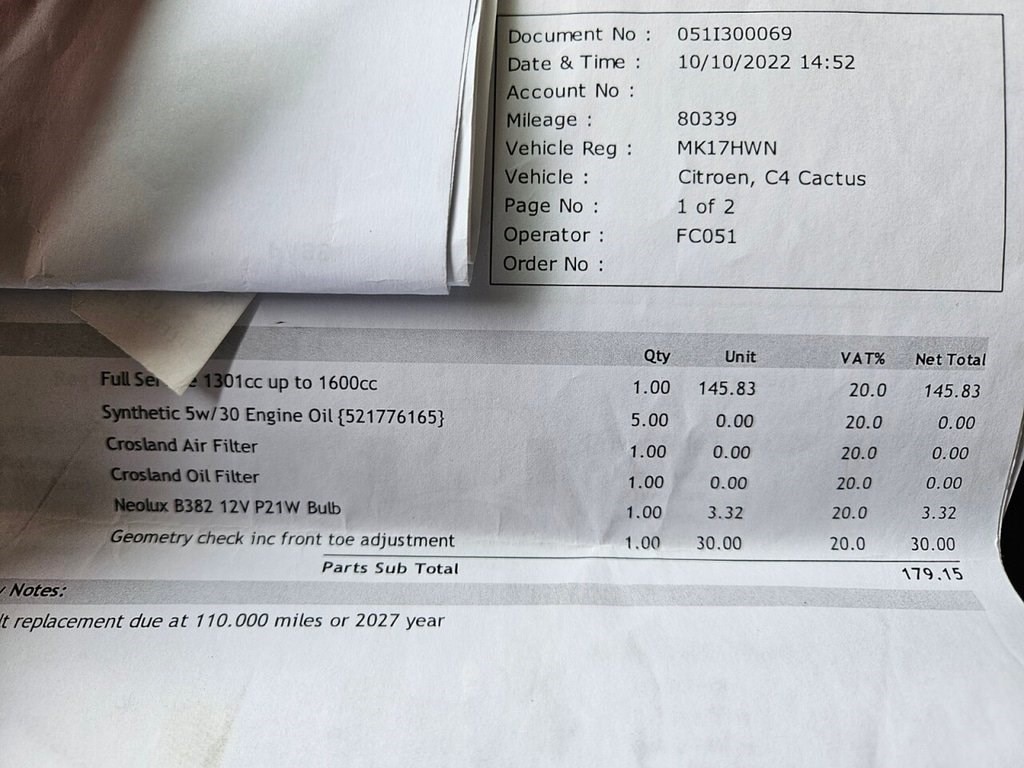 Document No : 051I300069
Date & Time : 10/10/2022 14:52
Account No :
Mileage : 80339
Vehicle Reg : MK17HWN
Vehicle : Citroen, C4 Cactus
Page No : 1 of 2
Operator : FC051
Order No :
Qty Unit VAT% Net Total
Full 1301cc up to 1600cc 1.00 145.83 20.0 145.83
Synthetic 5w/30 Engine Oil {521776165} 5.00 0.00 20.0 0.00
Crosland Air Filter 1.00 0.00 20.0 0.00
Crosland Oil Filter 1.00 0.00 20.0 0.00
Neolux B382 12V P21W Bulb 1.00 3.32 20.0 3.32
Geometry check inc front toe adjustment 1.00 30.00 20.0 30.00
Parts Sub Total 179.15
Notes:
replacement due at 110.000 miles or 2027 year